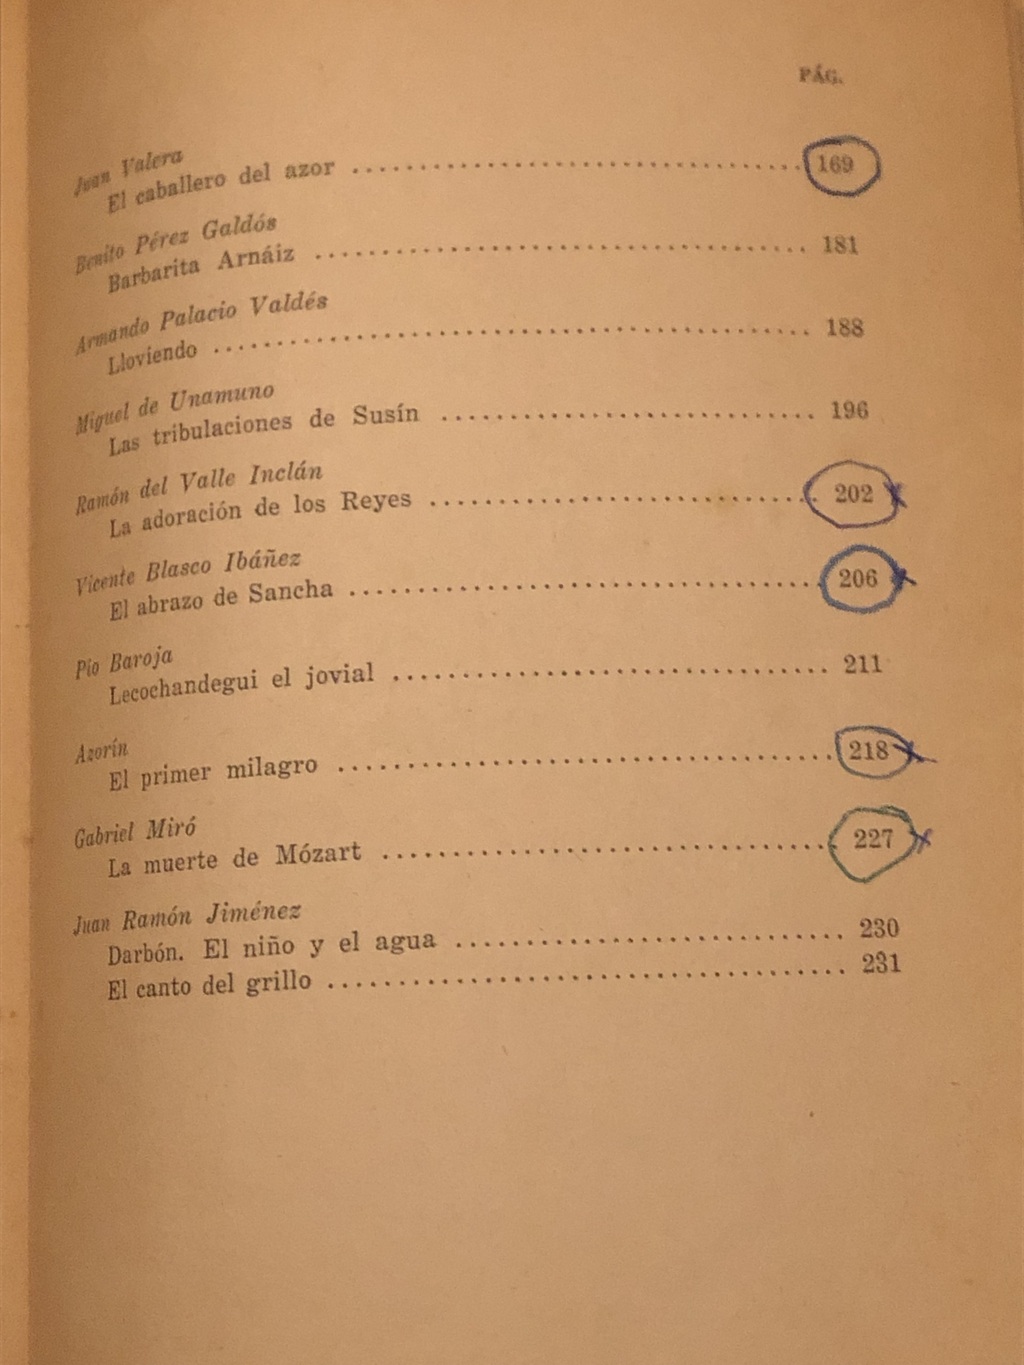 PÁG.
Juan Valera
El caballero del azor ........................................ 169
Benito Pérez Galdós
Barbarita Arnáiz ........................................ 181
Armando Palacio Valdés
Lloviendo ........................................ 188
Miguel de Unamuno
Las tribulaciones de Susín ........................................ 196
Ramón del Valle Inclán
La adoración de los Reyes ........................................ 202
Vicente Blasco Ibáñez
El abrazo de Sancha ........................................ 206
Pío Baroja
Lecochandegui el jovial ........................................ 211
Azorín
El primer milagro ........................................ 218
Gabriel Miró
La muerte de Mózart ........................................ 227
Juan Ramón Jiménez
Darbón. El niño y el agua ........................................ 230
El canto del grillo ........................................ 231